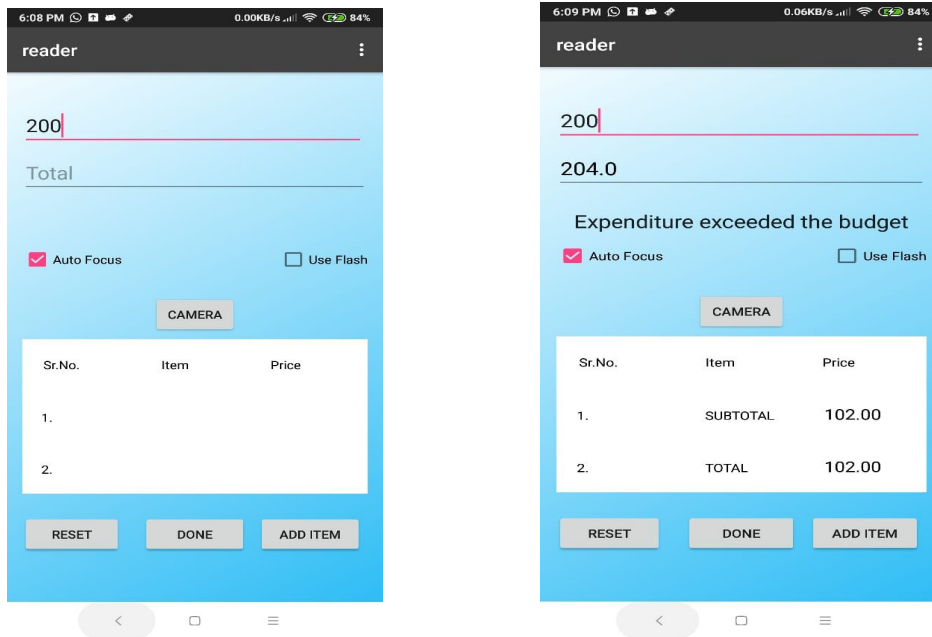 6:08 PM 0.00KB/s 84%
reader
200
Total
Auto Focus Use Flash
CAMERA
Sr.No. Item Price
1.
2.
RESET DONE ADD ITEM
6:09 PM 0.06KB/s 84%
reader
200
204.0
Expenditure exceeded the budget
Auto Focus Use Flash
CAMERA
Sr.No. Item Price
1. SUBTOTAL 102.00
2. TOTAL 102.00
RESET DONE ADD ITEM